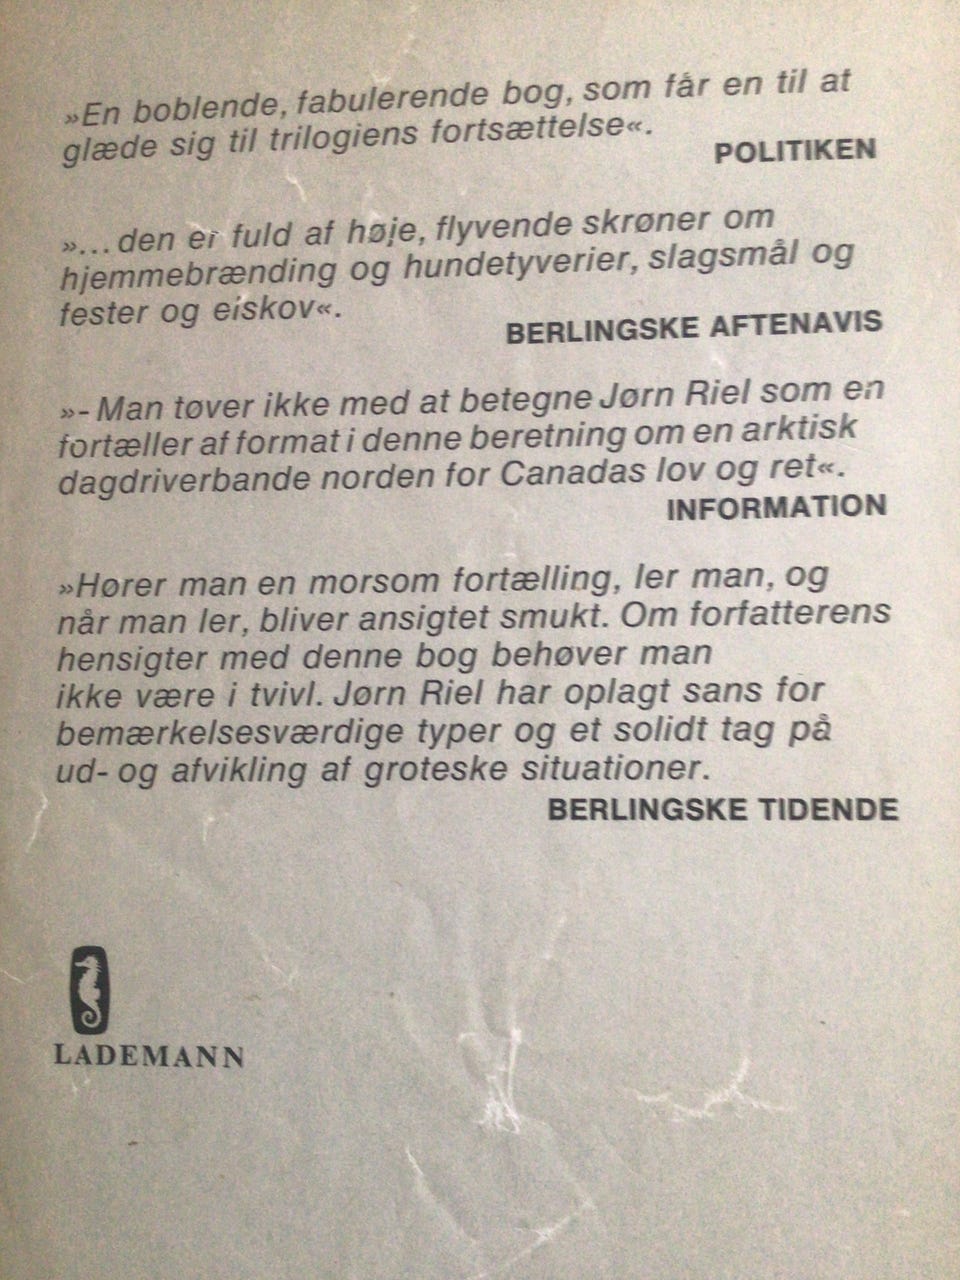 »En boblende, fabulerende bog, som får en til at
glæde sig til trilogiens fortsættelse«.
POLITIKEN
»...den er fuld af høje, flyvende skrøner om
hjemmebrænding og hundetyverier, slagsmål og
fester og elskov«.
BERLINGSKE AFTENAVIS
»- Man tøver ikke med at betegne Jørn Riel som en
fortæller af format i denne beretning om en arktisk
dagdriverbande norden for Canadas lov og ret«.
INFORMATION
»Hører man en morsom fortælling, ler man, og
når man ler, bliver ansigtet smukt. Om forfatterens
hensigter med denne bog behøver man
ikke være i tvivl. Jørn Riel har oplagt sans for
bemærkelsesværdige typer og et solidt tag på
ud- og afvikling af groteske situationer.
BERLINGSKE TIDENDE
LADEMANN